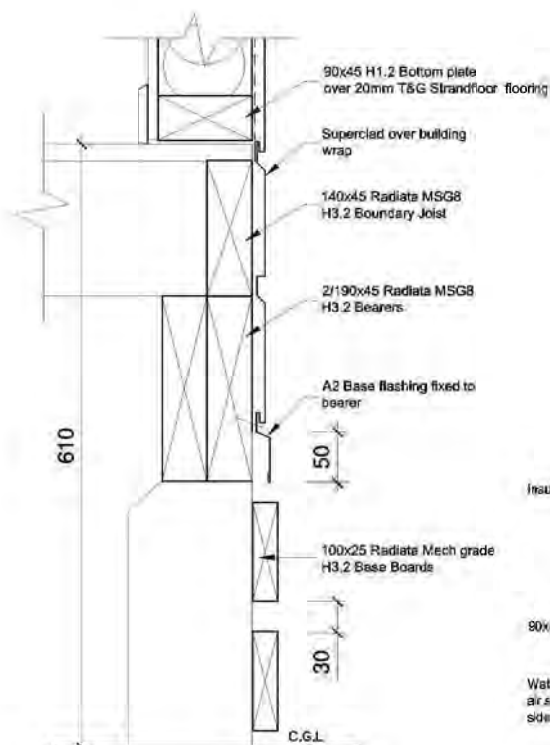 90x45 H1.2 Bottom plate
over 20mm T&G Strandfloor flooring
Superclad over building
wrap
140x45 Radiata MSG8
H3.2 Boundary Joist
2/190x45 Radiata MSG8
H3.2 Bearers
A2 Base flashing fixed to
bearer
610
50
100x25 Radiata Mech grade
H3.2 Base Boards
30
C.G.L